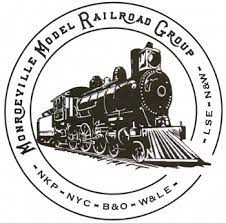 MONROEVILLE MODEL RAILROAD GROUP
-NKP-NYC-B&O-W&LE-
-LSE-N&W-